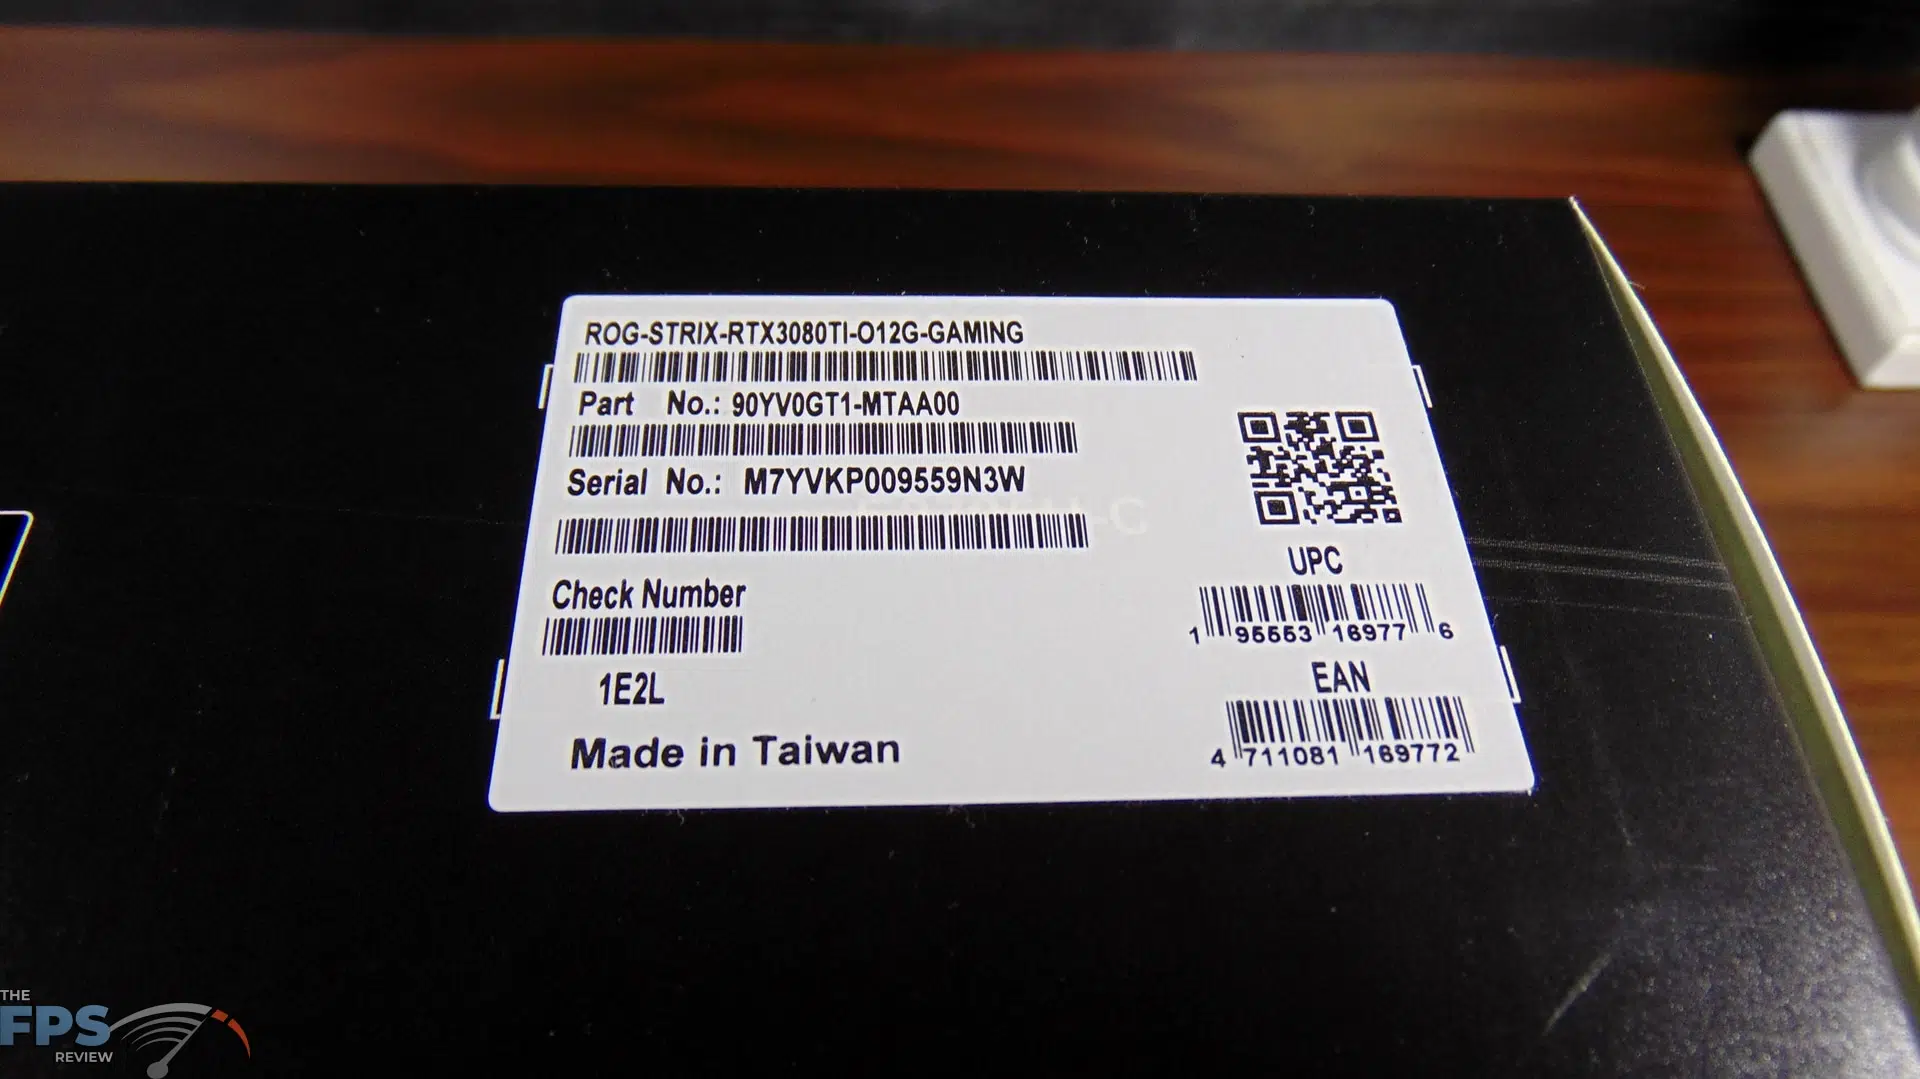 ROG-STRIX-RTX3080TI-O12G-GAMING
Part No.: 90YV0GT1-MTAA00
Serial No.: M7YVKP009559N3W
Check Number
1E2L
Made in Taiwan
UPC
1 95553 16977 6
EAN
4 711081 169772
THE
FPS
REVIEW